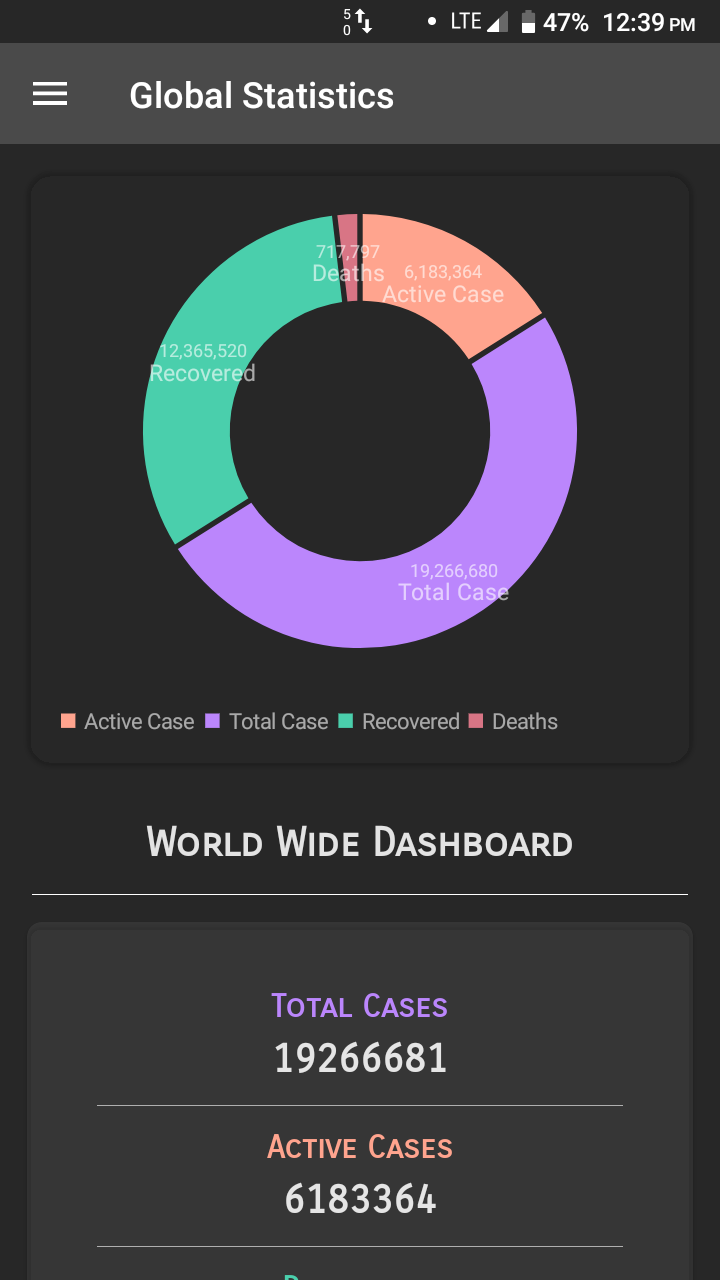 5
0
LTE 47% 12:39 PM
Global Statistics
717,797
Deaths
6,183,364
Active Case
12,365,520
Recovered
19,266,680
Total Case
Active Case Total Case Recovered Deaths
World Wide Dashboard
Total Cases
19266681
Active Cases
6183364